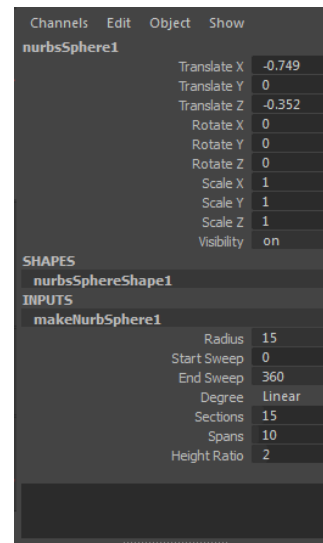 Channels Edit Object Show
nurbsSphere1
Translate X -0.749
Translate Y 0
Translate Z -0.352
Rotate X 0
Rotate Y 0
Rotate Z 0
Scale X 1
Scale Y 1
Scale Z 1
Visibility on
SHAPES
nurbsSphereShape1
INPUTS
makeNurbSphere1
Radius 15
Start Sweep 0
End Sweep 360
Degree Linear
Sections 15
Spans 10
Height Ratio 2